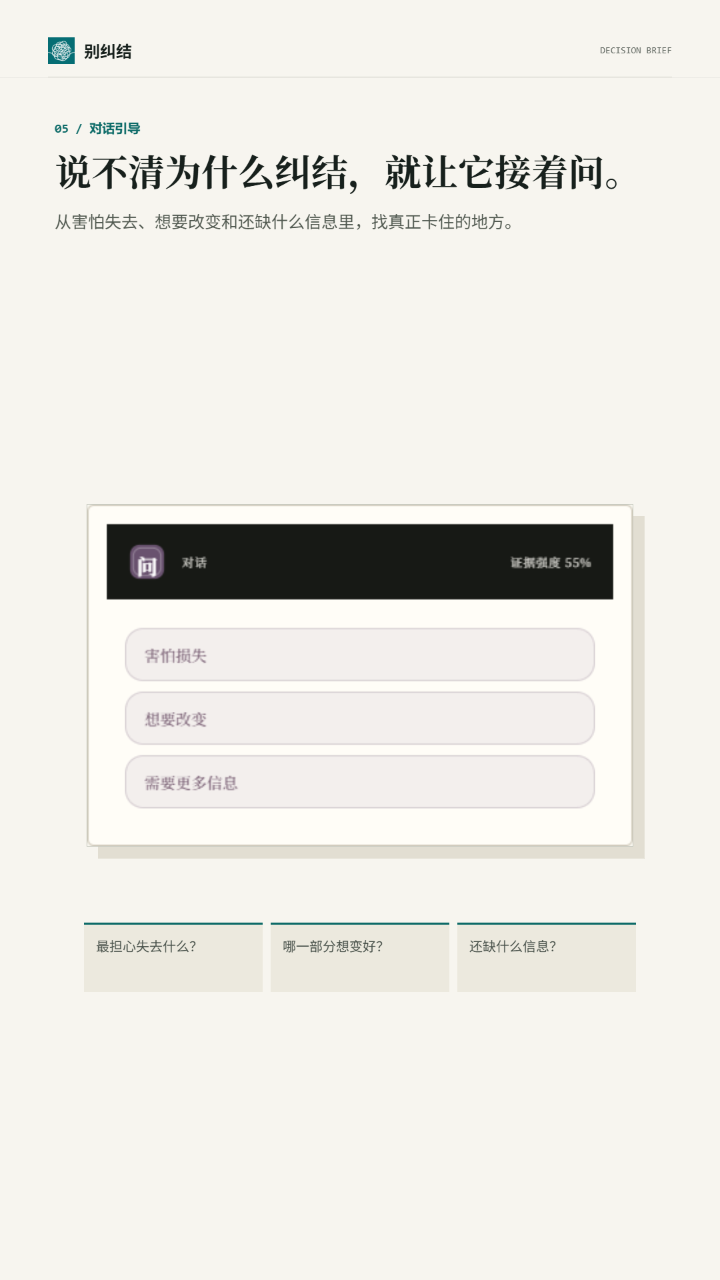 别纠结
DECISION BRIEF
05 / 对话引导
说不清为什么纠结，就让它接着问。
从害怕失去、想要改变和还缺什么信息里，找真正卡住的地方。
问 对话 证据强度 55%
害怕损失
想要改变
需要更多信息
最担心失去什么？
哪一部分想变好？
还缺什么信息？